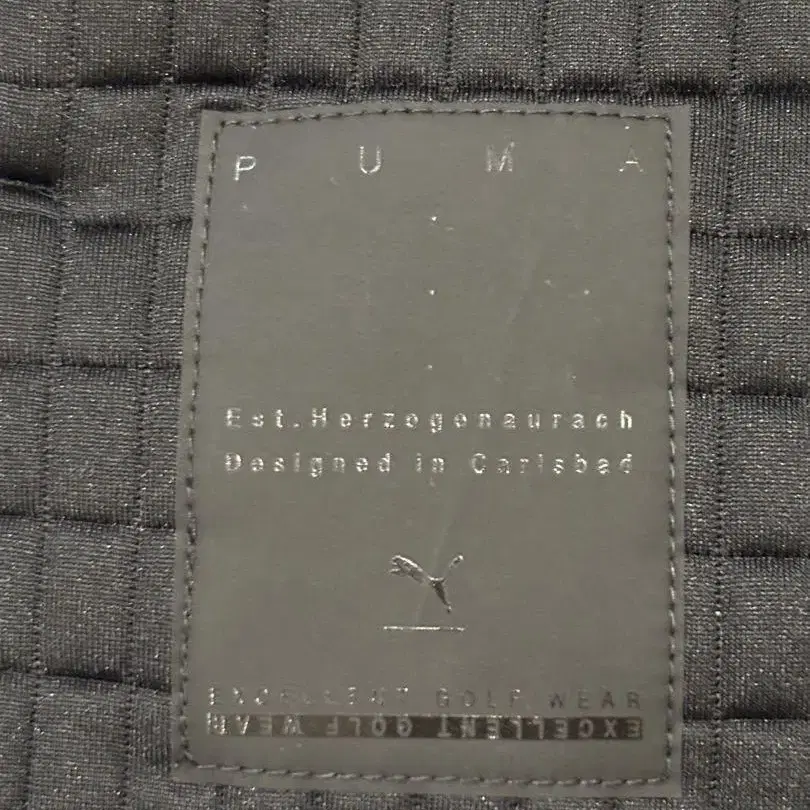 P U M A
Est. Herzogenaurach
Designed in Carlsbad
EXCELLENT GOLF WEAR
EXCELLENT GOLF WEAR